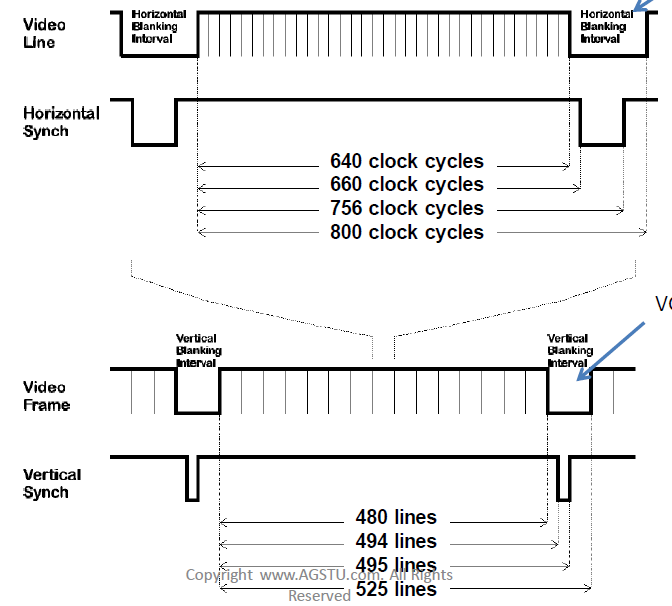 Video
Line
Horizontal
Blanking
Interval
Horizontal
Blanking
Interval
Horizontal
Synch
640 clock cycles
660 clock cycles
756 clock cycles
800 clock cycles
Vertical
Blanking
Interval
Vertical
Blanking
Interval
Video
Frame
Vertical
Synch
480 lines
494 lines
495 lines
Copyright www.AGSTU.com. All Rights
Reserved
525 lines